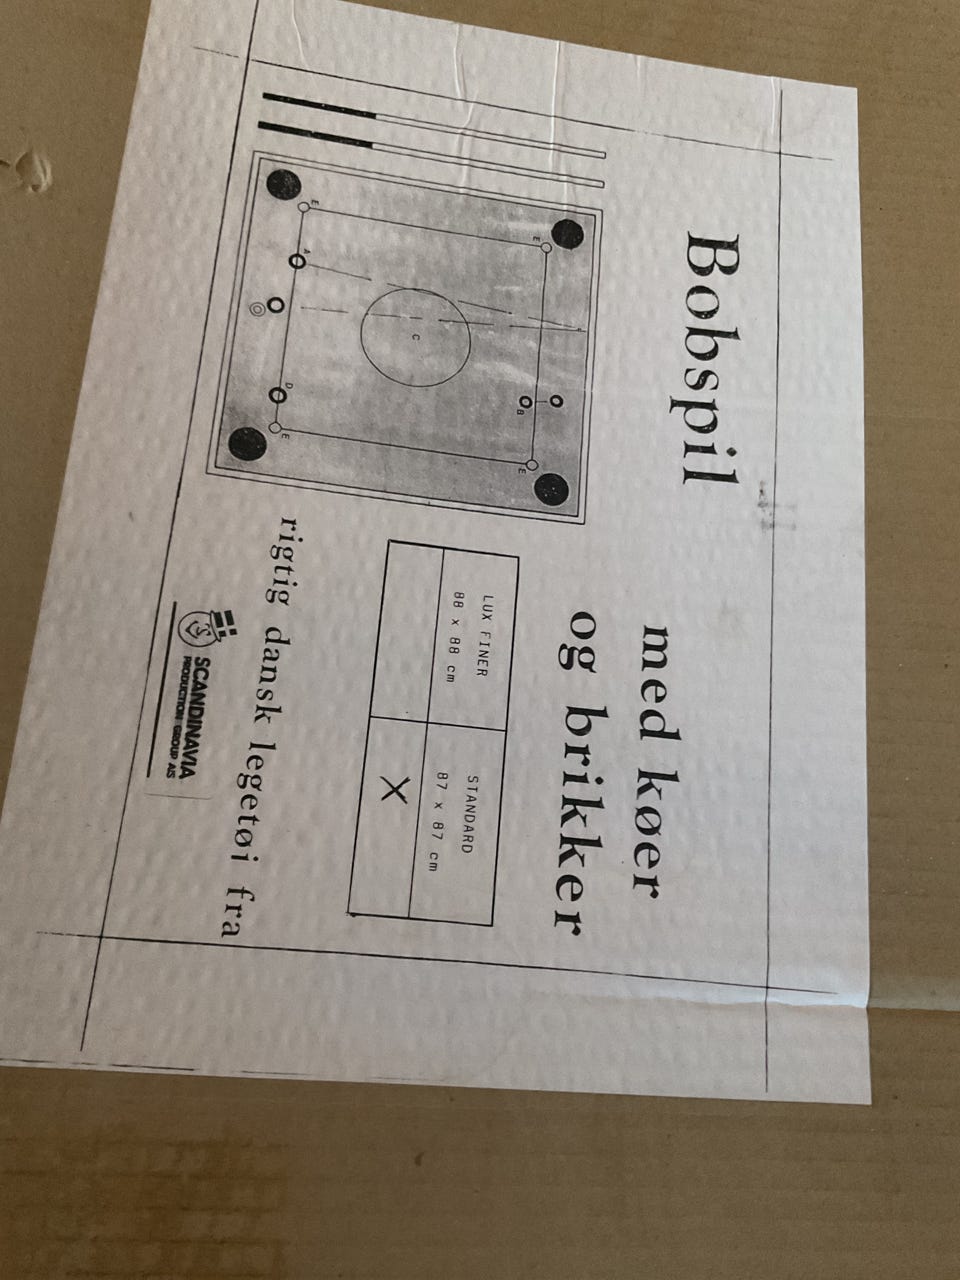 Bobspil
med køer
og brikker
E
E
A
C
B
D
E
E
LUX FINER
88 x 88 cm
STANDARD
87 x 87 cm
X
rigtig dansk legetøi fra
SCANDINAVIA
PRODUCTION GROUP A/S